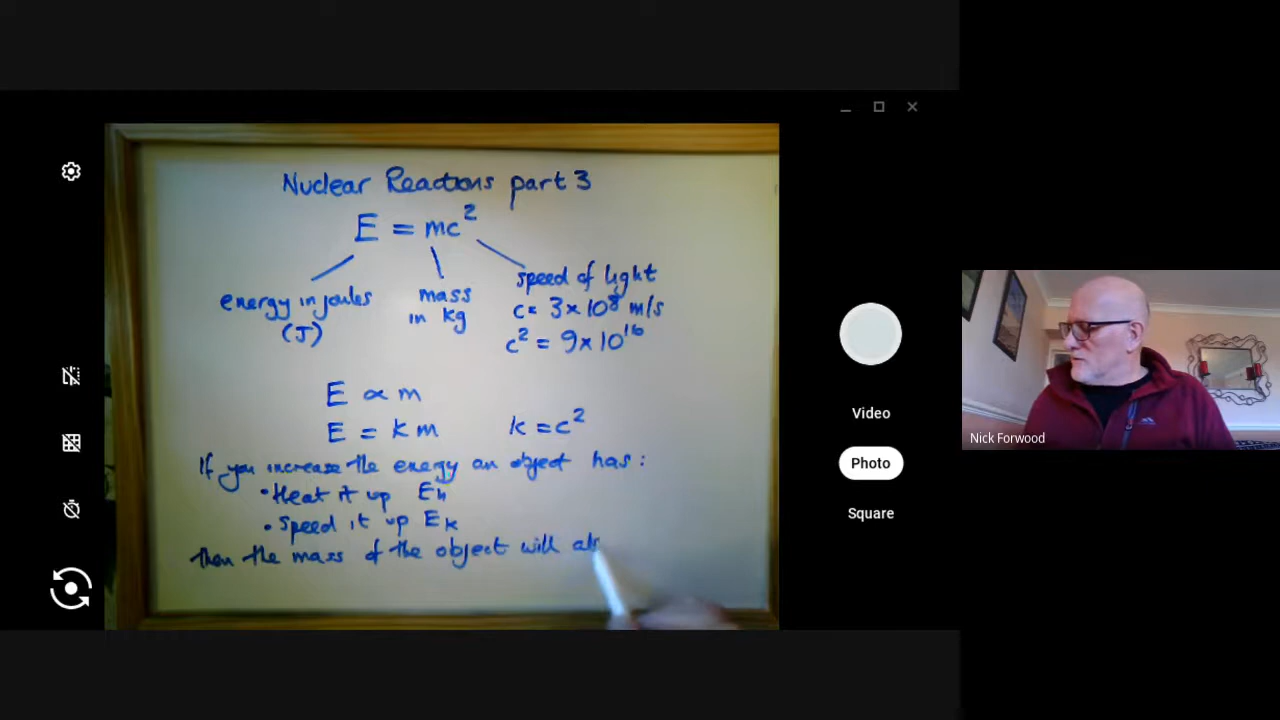 Nuclear Reactions part 3
E = mc²
energy in joules
(J)
mass
in kg
speed of light
c = 3 × 10⁸ m/s
c² = 9 × 10¹⁶
E ∝ m
E = k m
k = c²
If you increase the energy an object has:
• Heat it up Eh
• Speed it up Ek
then the mass of the object will als
Video
Photo
Square
Nick Forwood